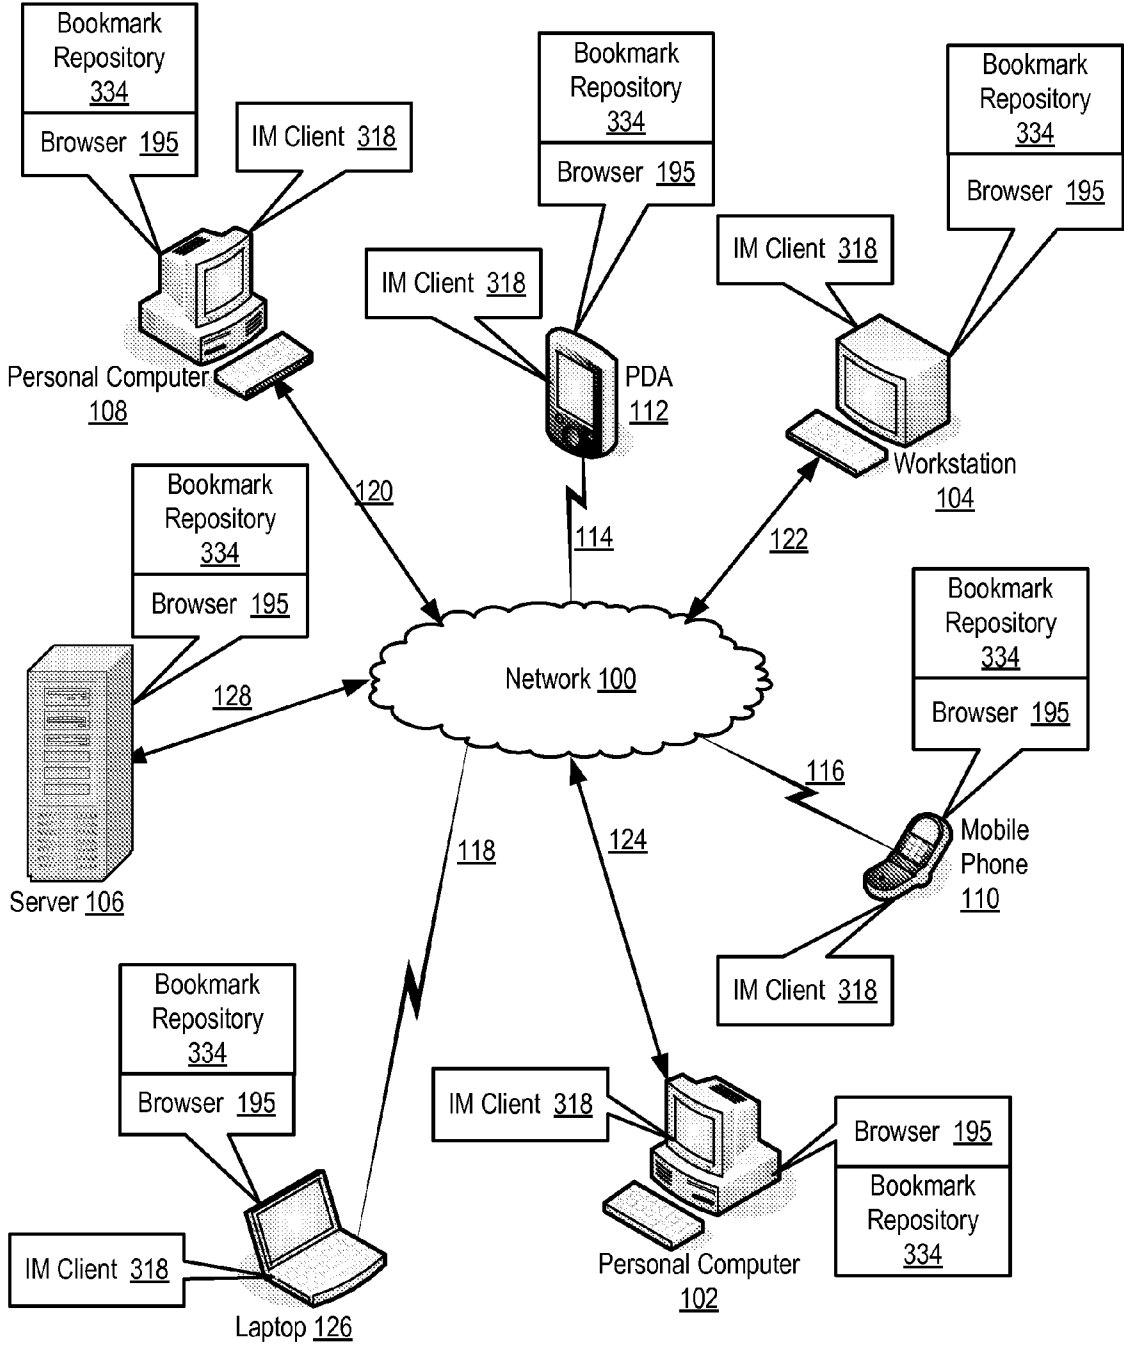 Bookmark
Repository
334
Browser 195
IM Client 318
Personal Computer
108
Bookmark
Repository
334
Browser 195
IM Client 318
PDA
112
Bookmark
Repository
334
Browser 195
IM Client 318
Workstation
104
120
114
122
Bookmark
Repository
334
Browser 195
Server 106
128
Network 100
Bookmark
Repository
334
Browser 195
116
Mobile
Phone
110
IM Client 318
118
124
Bookmark
Repository
334
Browser 195
IM Client 318
Laptop 126
IM Client 318
Browser 195
Bookmark
Repository
334
Personal Computer
102